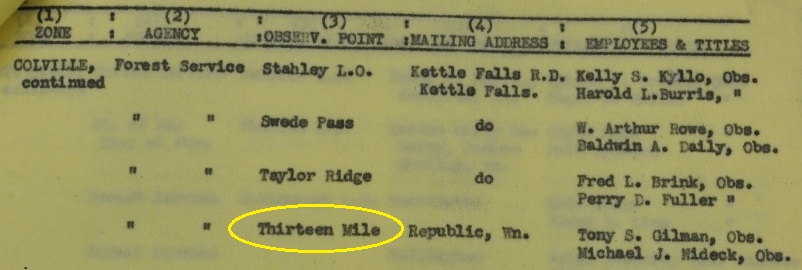 (1) : (2) : (3) : (4) : (5)
ZONE : AGENCY :OBSERV. POINT :MAILING ADDRESS : EMPLOYEES & TITLES
COLVILLE, Forest Service Stahley L.O. Kettle Falls R.D. Kelly S. Kyllo, Obs.
continued Kettle Falls. Harold L.Burris, "
" " Swede Pass do W. Arthur Rowe, Obs.
Baldwin A. Daily, Obs.
" " Taylor Ridge do Fred L. Brink, Obs.
Perry D. Fuller "
" " Thirteen Mile Republic, Wn. Tony S. Gilman, Obs.
Michael J. Nideck, Obs.